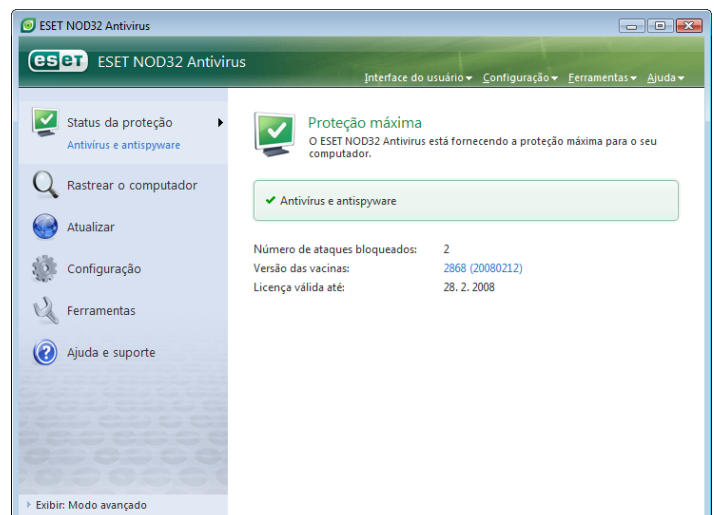 ESET NOD32 Antivirus
eset ESET NOD32 Antivirus
Interface do usuário Configuração Ferramentas Ajuda
Status da proteção
Antivírus e antispyware
Rastrear o computador
Atualizar
Configuração
Ferramentas
Ajuda e suporte
Exibir: Modo avançado
Proteção máxima
O ESET NOD32 Antivirus está fornecendo a proteção máxima para o seu
computador.
Antivírus e antispyware
Número de ataques bloqueados: 2
Versão das vacinas: 2868 (20080212)
Licença válida até: 28. 2. 2008